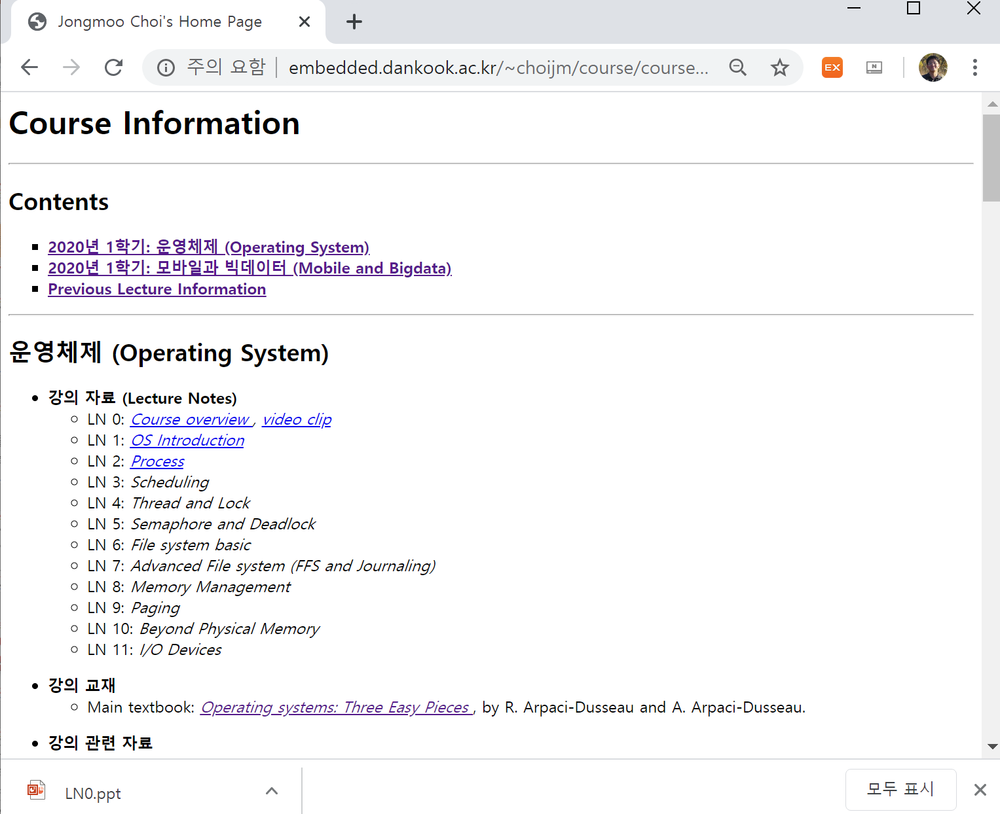 Jongmoo Choi's Home Page
주의 요함 | embedded.dankook.ac.kr/~choijm/course/course...
EX
N
Course Information
Contents
2020년 1학기: 운영체제 (Operating System)
2020년 1학기: 모바일과 빅데이터 (Mobile and Bigdata)
Previous Lecture Information
운영체제 (Operating System)
강의 자료 (Lecture Notes)
LN 0: Course overview , video clip
LN 1: OS Introduction
LN 2: Process
LN 3: Scheduling
LN 4: Thread and Lock
LN 5: Semaphore and Deadlock
LN 6: File system basic
LN 7: Advanced File system (FFS and Journaling)
LN 8: Memory Management
LN 9: Paging
LN 10: Beyond Physical Memory
LN 11: I/O Devices
강의 교재
Main textbook: Operating systems: Three Easy Pieces , by R. Arpaci-Dusseau and A. Arpaci-Dusseau.
강의 관련 자료
LN0.ppt
모두 표시